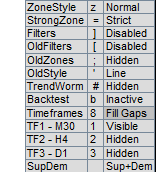 ZoneStyle z Normal
StrongZone = Strict
Filters ] Disabled
OldFilters [ Disabled
OldZones ; Hidden
OldStyle ' Line
TrendWorm # Hidden
Backtest b Inactive
Timeframes 8 Fill Gaps
TF1 - M30 1 Visible
TF2 - H4 2 Hidden
TF3 - D1 3 Hidden
SupDem Sup+Dem